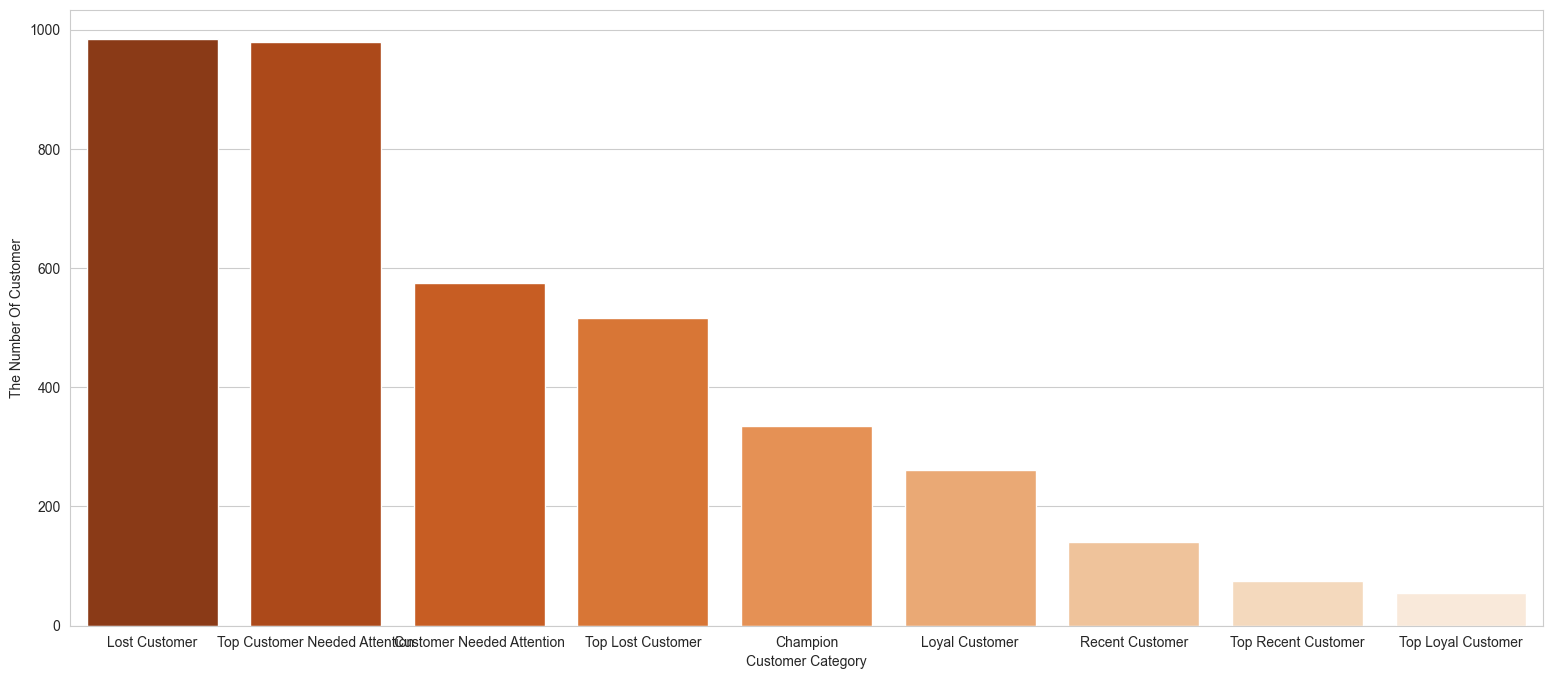 The Number Of Customer
1000
800
600
400
200
0
Lost Customer
Top Customer Needed Attention
Customer Needed Attention
Top Lost Customer
Champion
Loyal Customer
Recent Customer
Top Recent Customer
Top Loyal Customer
Customer Category